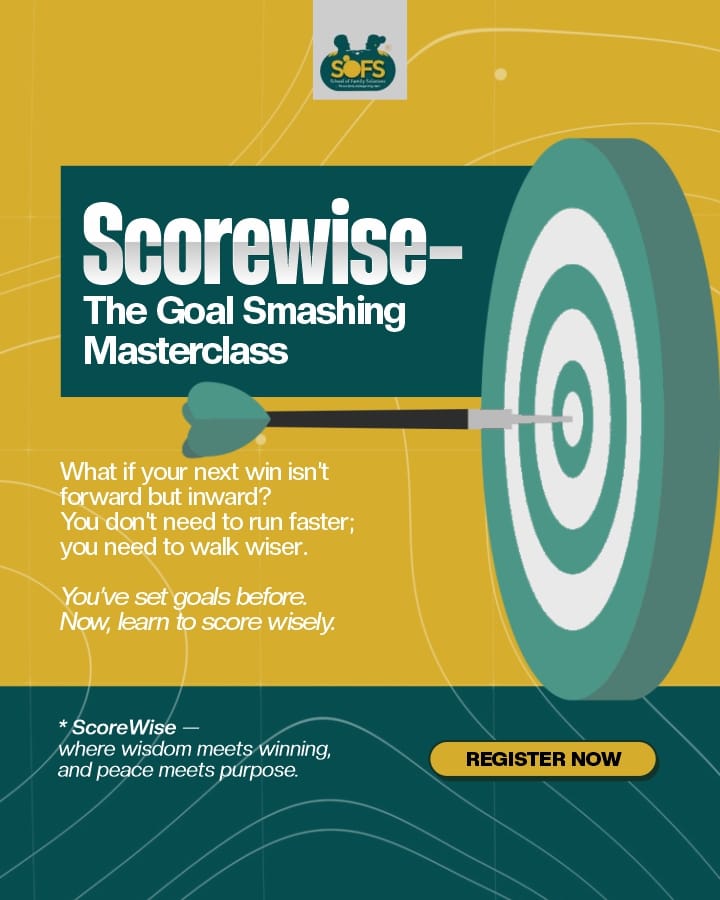 SOFS
School of Family Solutions
Scorewise–
The Goal Smashing
Masterclass
What if your next win isn't
forward but inward?
You don't need to run faster;
you need to walk wiser.
You've set goals before.
Now, learn to score wisely.
* ScoreWise —
where wisdom meets winning,
and peace meets purpose.
REGISTER NOW